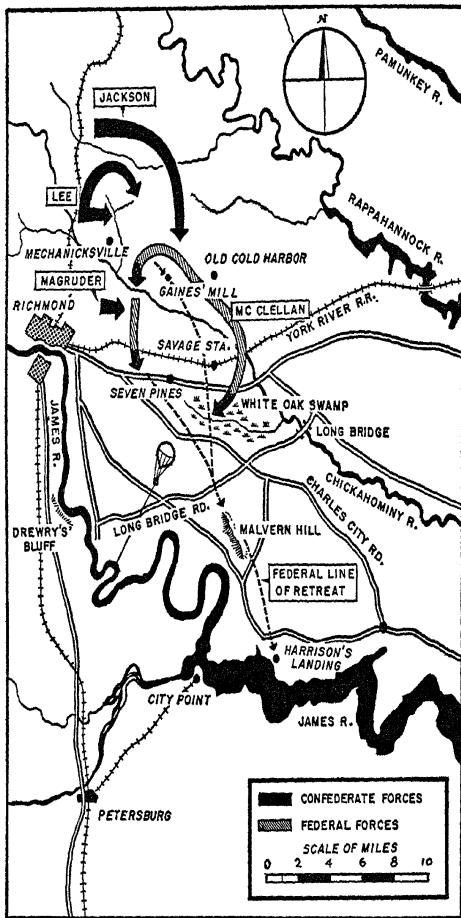 N
PAMUNKEY R.
JACKSON
LEE
RAPPAHANNOCK R.
MECHANICKSVILLE
OLD COLD HARBOR
MAGRUDER
GAINES' MILL
RICHMOND
MC CLELLAN
YORK RIVER R.R.
SAVAGE STA.
SEVEN PINES
WHITE OAK SWAMP
JAMES R.
LONG BRIDGE
CHICKAHOMINY R.
CHARLES CITY RD.
DREWRY'S
BLUFF
LONG BRIDGE RD.
MALVERN HILL
FEDERAL LINE
OF RETREAT
HARRISON'S
LANDING
CITY POINT
JAMES R.
PETERSBURG
CONFEDERATE FORCES
FEDERAL FORCES
SCALE OF MILES
0 2 4 6 8 10